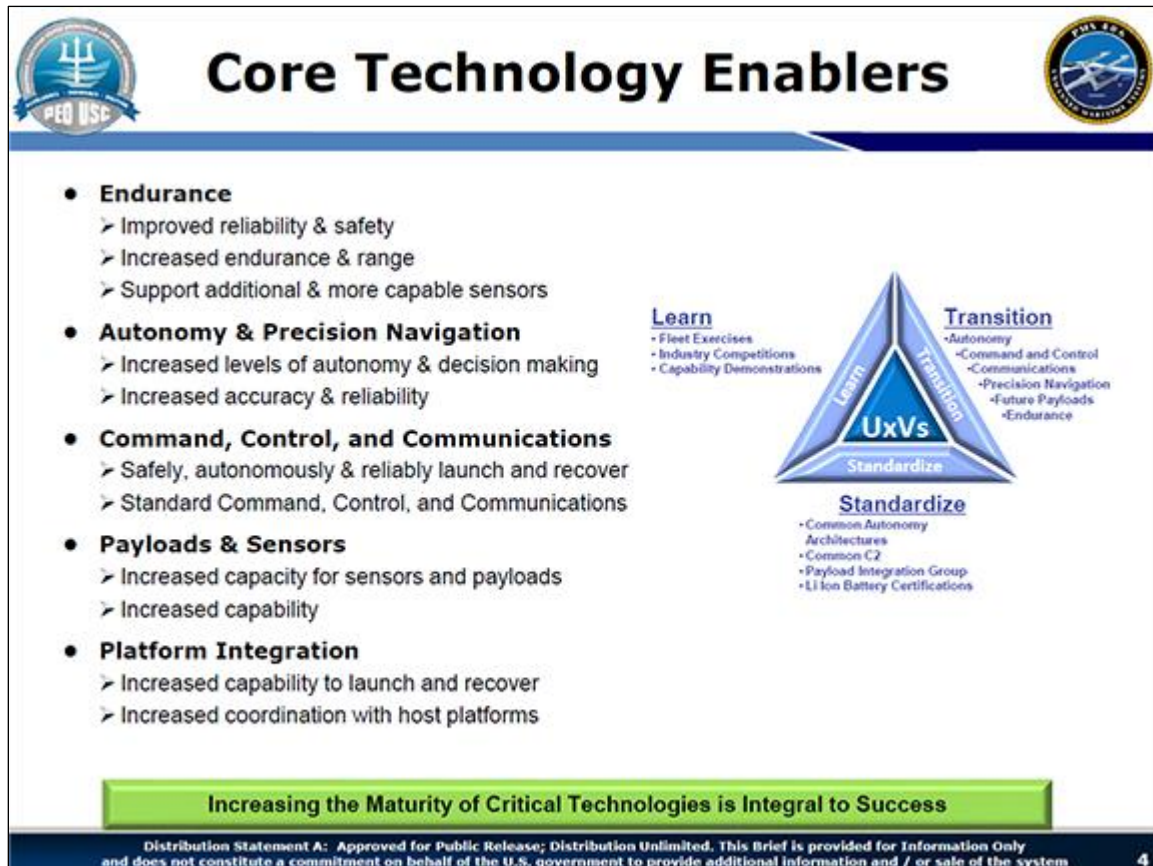 Core Technology Enablers
PEO USC
PMS 406
UNMANNED MARITIME SYSTEMS
● Endurance
➢ Improved reliability & safety
➢ Increased endurance & range
➢ Support additional & more capable sensors
● Autonomy & Precision Navigation
➢ Increased levels of autonomy & decision making
➢ Increased accuracy & reliability
● Command, Control, and Communications
➢ Safely, autonomously & reliably launch and recover
➢ Standard Command, Control, and Communications
● Payloads & Sensors
➢ Increased capacity for sensors and payloads
➢ Increased capability
● Platform Integration
➢ Increased capability to launch and recover
➢ Increased coordination with host platforms
Learn
• Fleet Exercises
• Industry Competitions
• Capability Demonstrations
Transition
•Autonomy
•Command and Control
•Communications
•Precision Navigation
•Future Payloads
•Endurance
Learn
Transition
UxVs
Standardize
Standardize
•Common Autonomy
Architectures
•Common C2
•Payload Integration Group
•Li Ion Battery Certifications
Increasing the Maturity of Critical Technologies is Integral to Success
Distribution Statement A: Approved for Public Release; Distribution Unlimited. This Brief is provided for Information Only
and does not constitute a commitment on behalf of the U.S. government to provide additional information and / or sale of the system
4